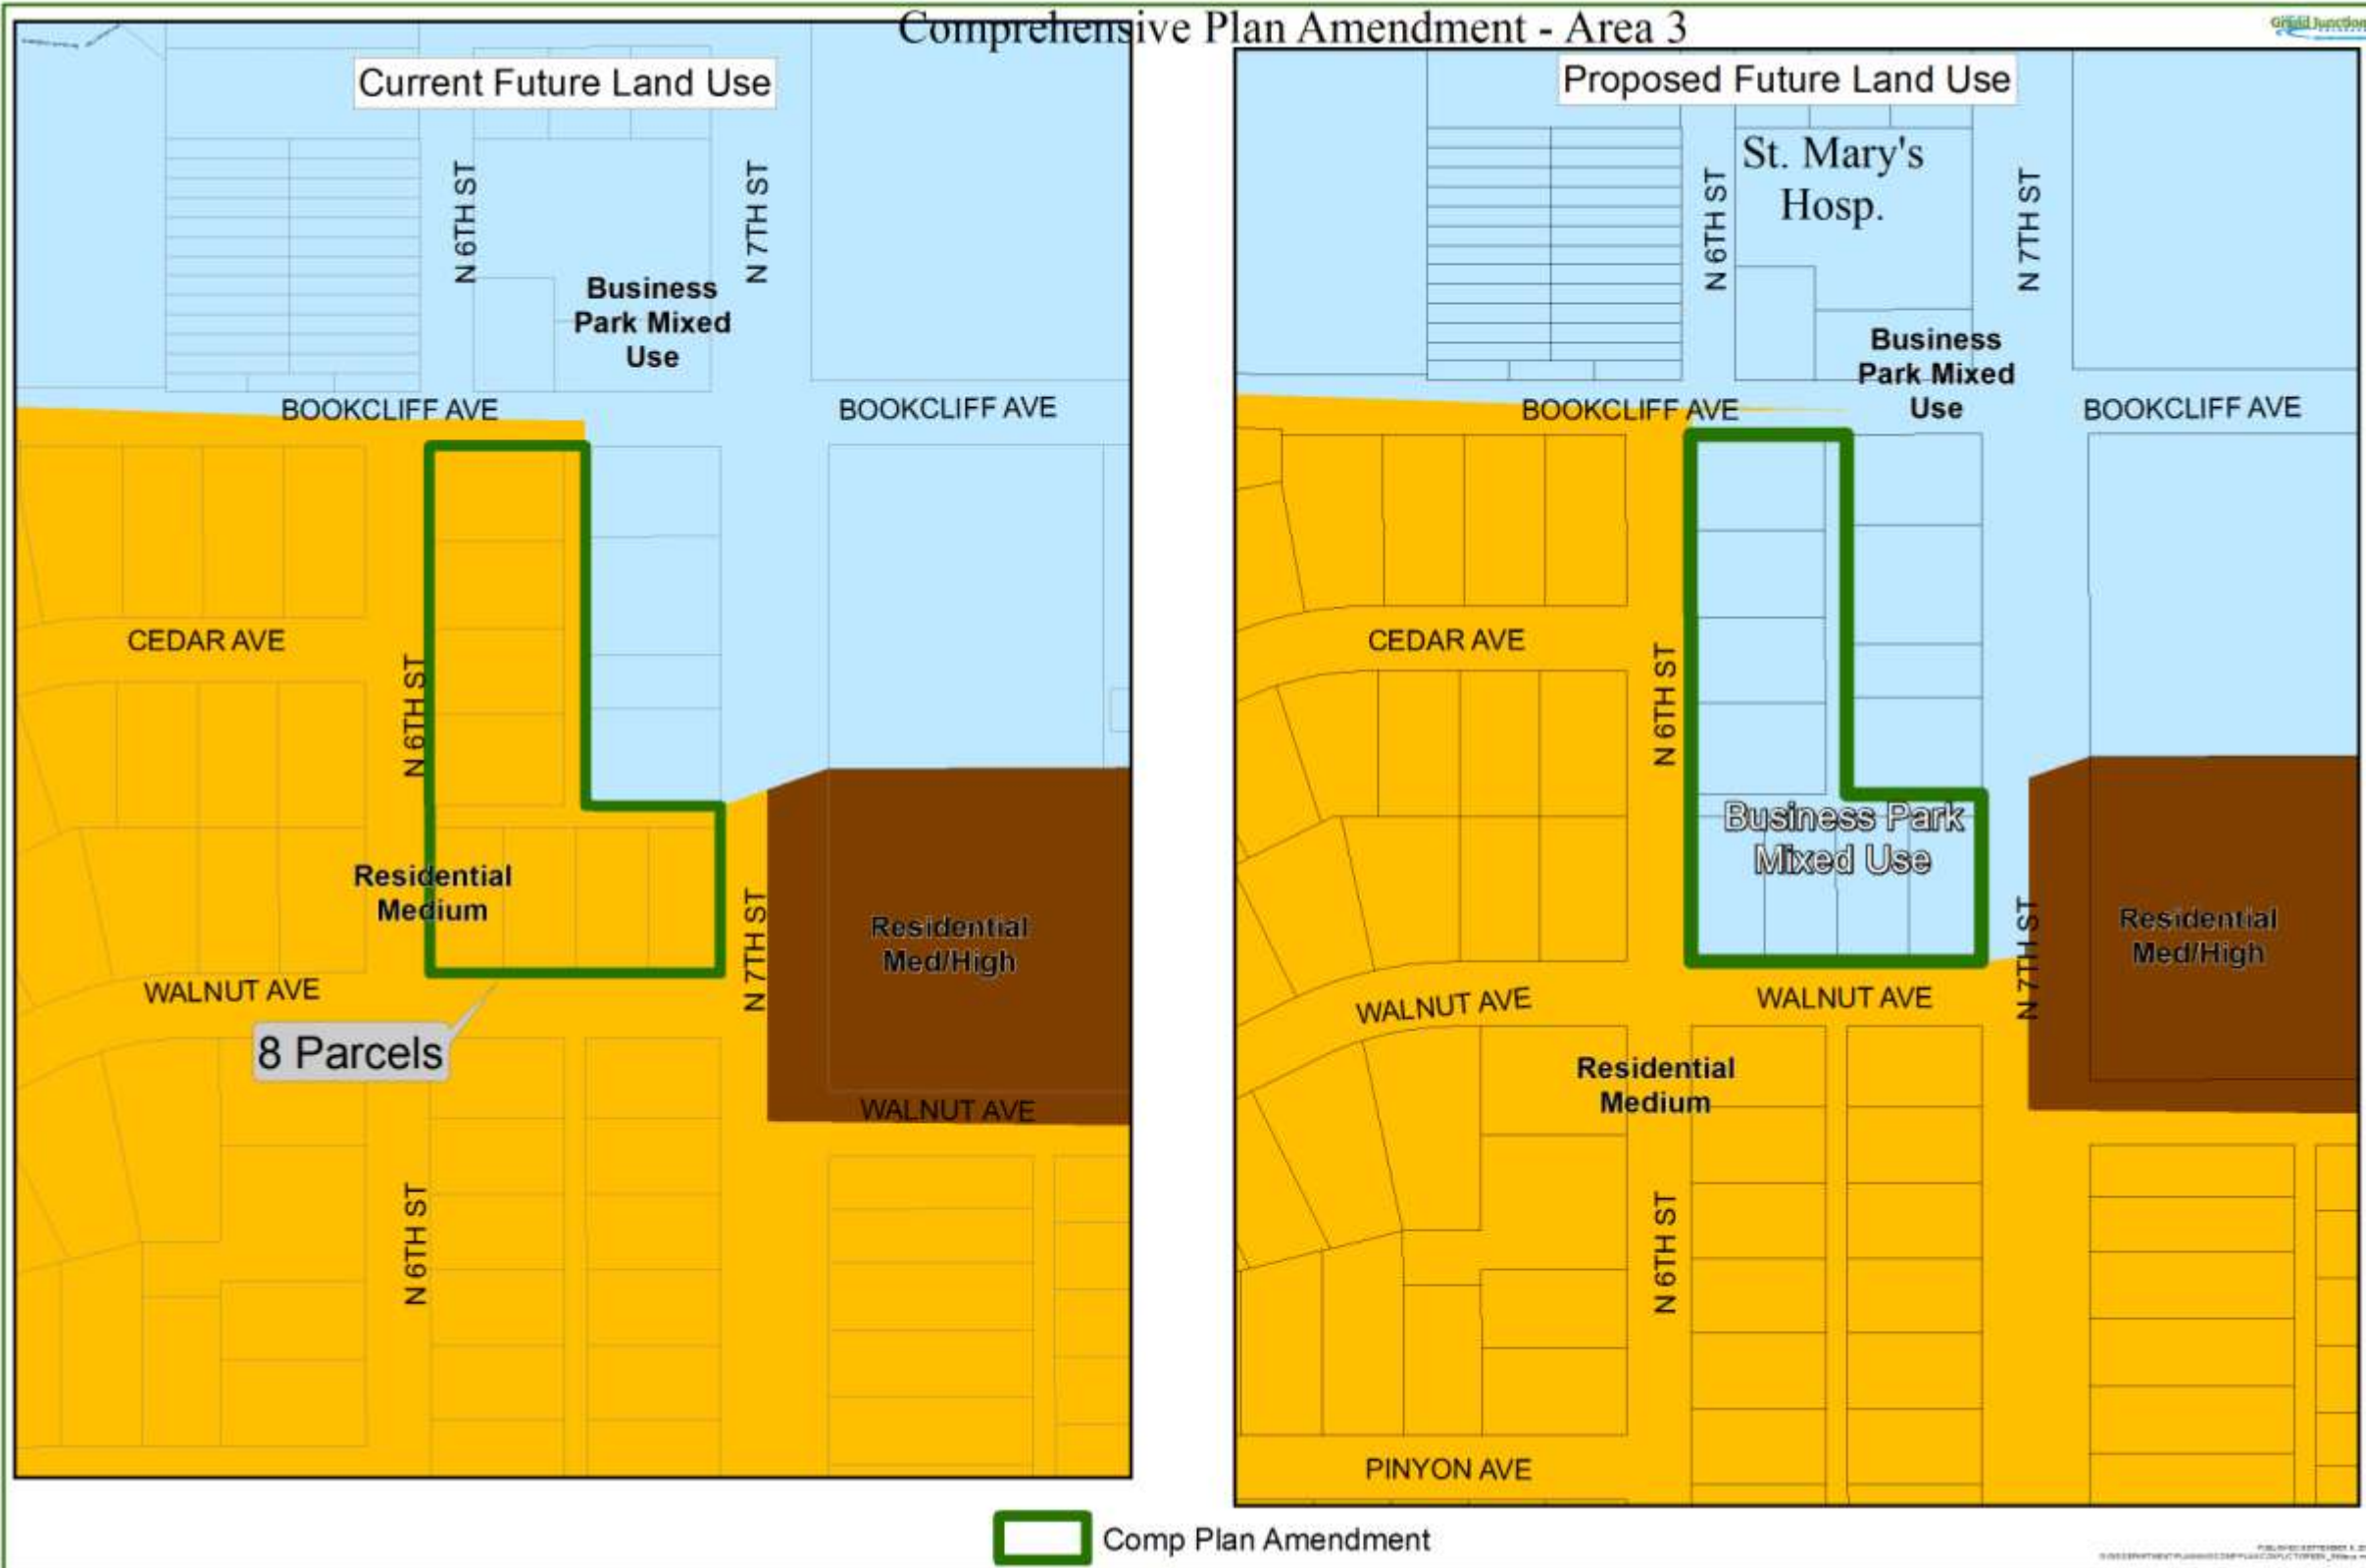 Comprehensive Plan Amendment - Area 3
Grand Junction
Current Future Land Use
N 6TH ST
N 7TH ST
Business
Park Mixed
Use
BOOKCLIFF AVE
BOOKCLIFF AVE
CEDAR AVE
N 6TH ST
Residential
Medium
N 7TH ST
Residential
Med/High
WALNUT AVE
8 Parcels
WALNUT AVE
N 6TH ST
Proposed Future Land Use
St. Mary's
Hosp.
N 6TH ST
N 7TH ST
Business
Park Mixed
Use
BOOKCLIFF AVE
BOOKCLIFF AVE
CEDAR AVE
N 6TH ST
Business Park
Mixed Use
Residential
Med/High
N 7TH ST
WALNUT AVE
WALNUT AVE
Residential
Medium
N 6TH ST
PINYON AVE
Comp Plan Amendment